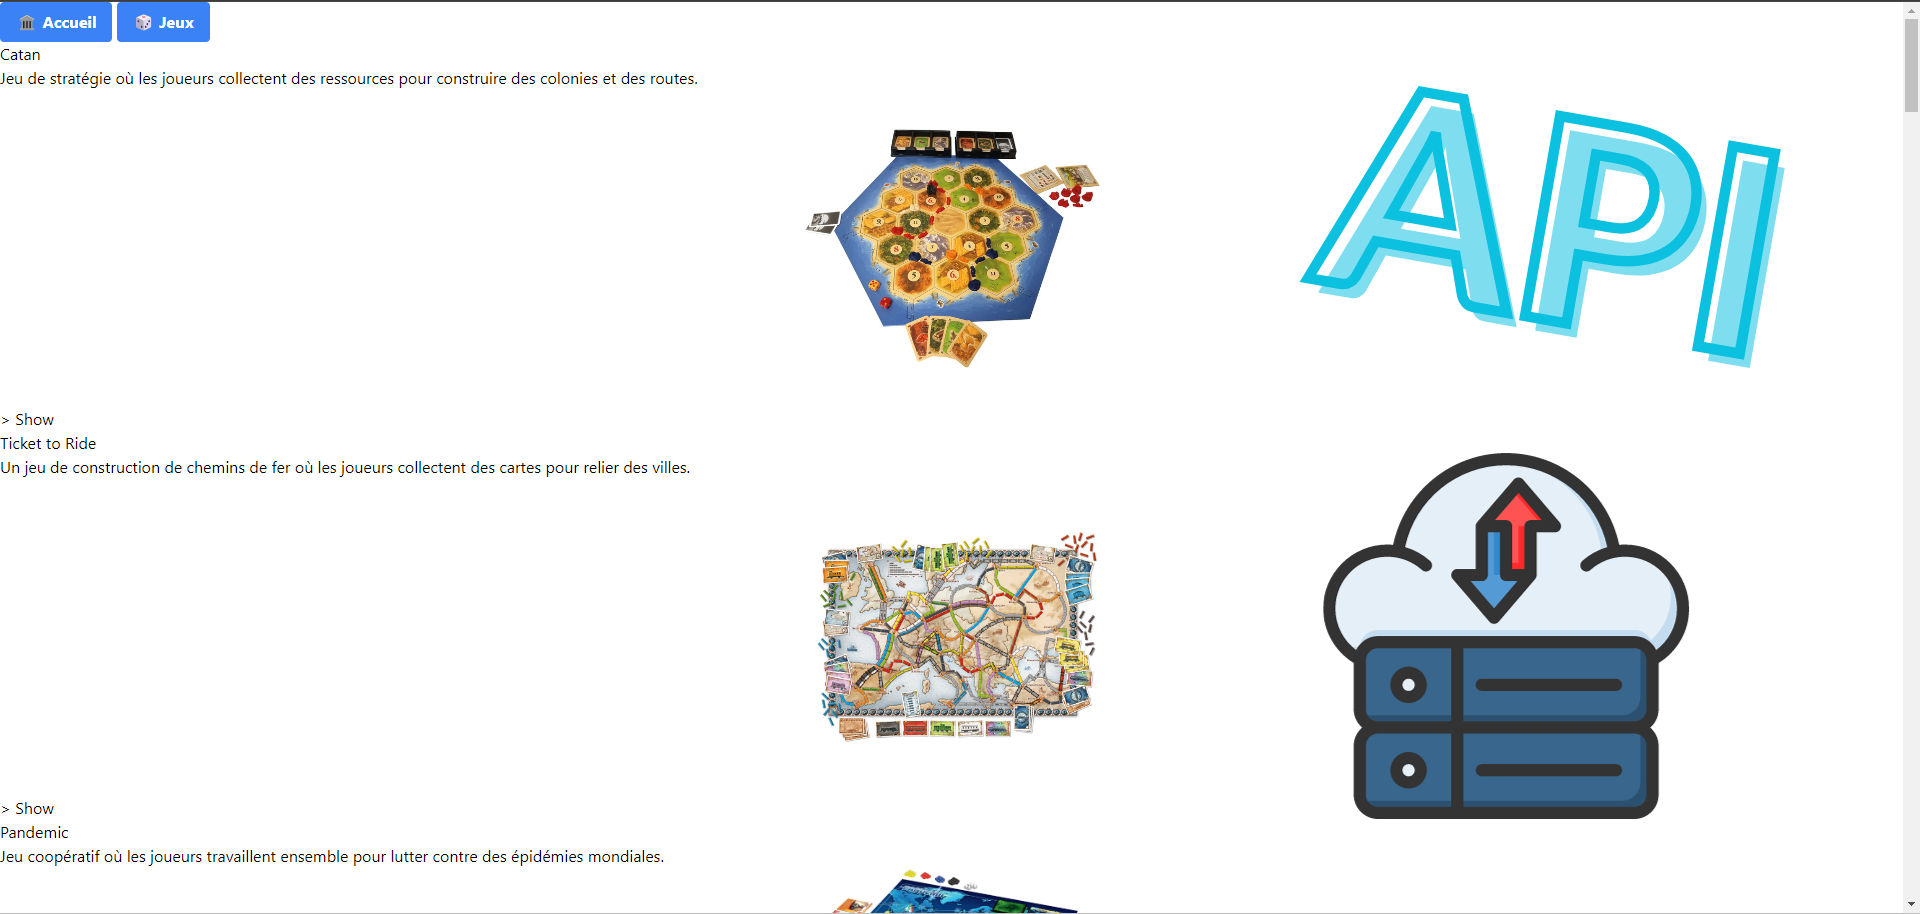 Accueil
Jeux
Catan
Jeu de stratégie où les joueurs collectent des ressources pour construire des colonies et des routes.
API
> Show
Ticket to Ride
Un jeu de construction de chemins de fer où les joueurs collectent des cartes pour relier des villes.
> Show
Pandemic
Jeu coopératif où les joueurs travaillent ensemble pour lutter contre des épidémies mondiales.